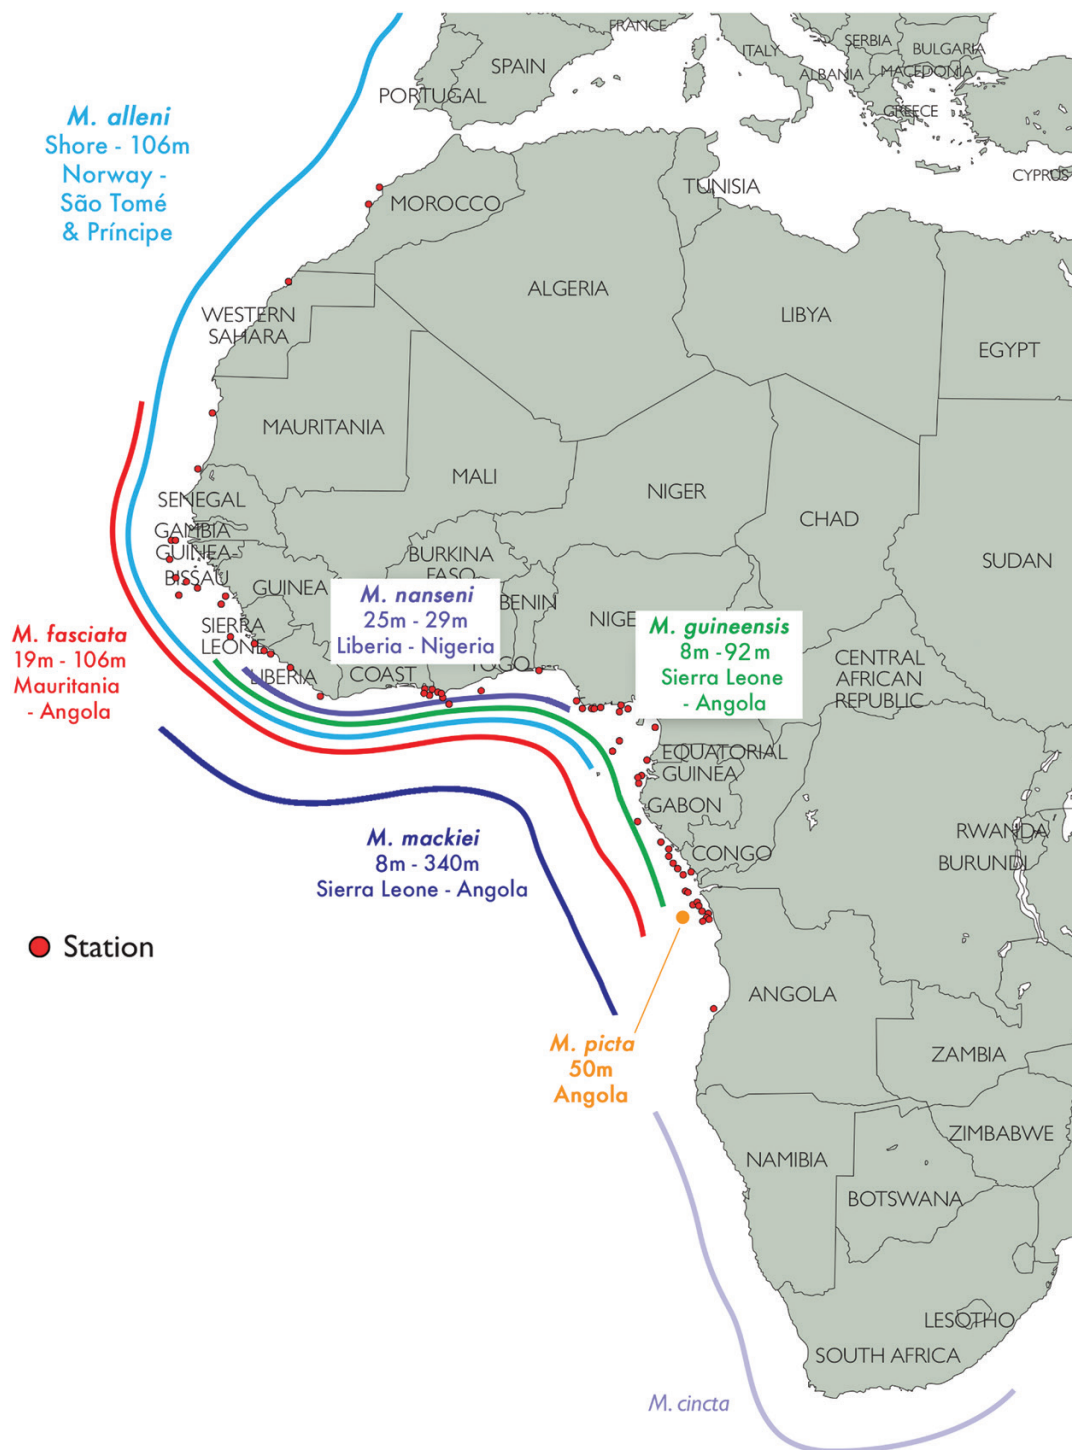 FRANCE
SPAIN
PORTUGAL
ITALY
SERBIA
BULGARIA
ALBANIA
MACEDONIA
GREECE
CYPRUS
M. alleni
Shore - 106m
Norway -
São Tomé
& Príncipe
MOROCCO
TUNISIA
ALGERIA
LIBYA
EGYPT
WESTERN
SAHARA
MAURITANIA
MALI
NIGER
CHAD
SUDAN
SENEGAL
GAMBIA
GUINEA-
BISSAU
GUINEA
BURKINA
FASO
BENIN
NIGE
SIERRA
LEONE
LIBERIA
COAST
TOGO
M. nanseni
25m - 29m
Liberia - Nigeria
M. guineensis
8m -92 m
Sierra Leone
- Angola
CENTRAL
AFRICAN
REPUBLIC
M. fasciata
19m - 106m
Mauritania
- Angola
EQUATORIAL
GUINEA
GABON
CONGO
RWANDA
BURUNDI
M. mackiei
8m - 340m
Sierra Leone - Angola
Station
ANGOLA
ZAMBIA
M. picta
50m
Angola
ZIMBABWE
NAMIBIA
BOTSWANA
LESOTHO
SOUTH AFRICA
M. cincta